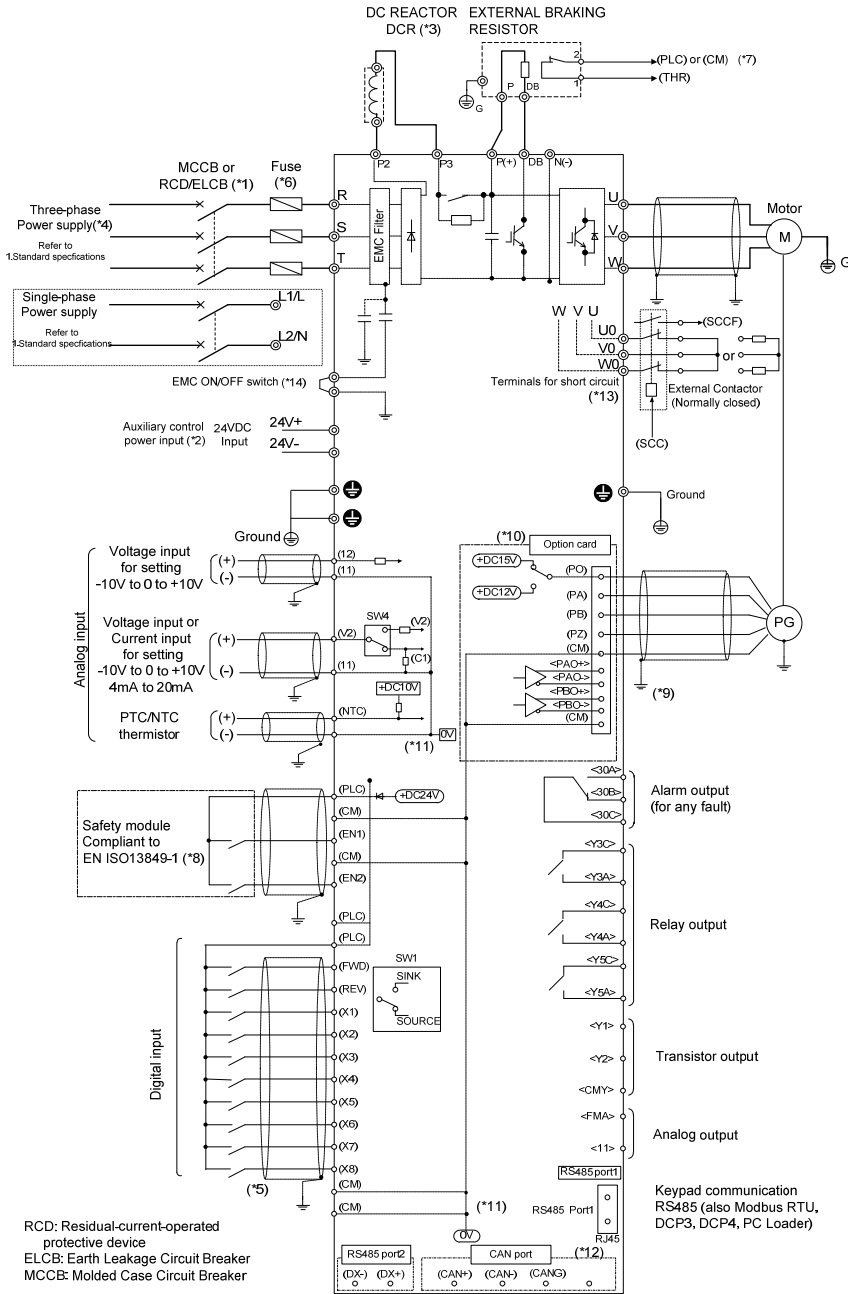 DC REACTOR
DCR (*3)
EXTERNAL BRAKING
RESISTOR
2
(PLC) or (CM) (*7)
1
(THR)
G
P
DB
P2
P3
P(+)
DB
N(-)
MCCB or
RCD/ELCB (*1)
Fuse
(*6)
Three-phase
Power supply(*4)
Refer to
1.Standard specfications
R
S
T
EMC Filter
U
V
W
Motor
M
G
Single-phase
Power supply
Refer to
1.Standard specfications
L1/L
L2/N
W V U
U0
V0
W0
(SCCF)
or
Terminals for short circuit
(*13)
External Contactor
(Normally closed)
(SCC)
EMC ON/OFF switch (*14)
Auxiliary control
power input (*2)
24VDC
Input
24V+
24V-
Ground
Ground
Analog input
Voltage input
for setting
-10V to 0 to +10V
(+)
(-)
(12)
(11)
Voltage input or
Current input
for setting
-10V to 0 to +10V
4mA to 20mA
(+)
(-)
(V2)
(11)
SW4
(V2)
(C1)
+DC10V
PTC/NTC
thermistor
(+)
(-)
(NTC)
(*11)
0V
(*10)
Option card
+DC15V
+DC12V
(PO)
(PA)
(PB)
(PZ)
(CM)
<PAO+>
<PAO->
<PBO+>
<PBO->
(CM)
PG
(*9)
Safety module
Compliant to
EN ISO13849-1 (*8)
(PLC)
+DC24V
(CM)
(EN1)
(CM)
(EN2)
(PLC)
(PLC)
<30A>
<30B>
<30C>
Alarm output
(for any fault)
<Y3C>
<Y3A>
<Y4C>
<Y4A>
<Y5C>
<Y5A>
Relay output
Digital input
(FWD)
(REV)
(X1)
(X2)
(X3)
(X4)
(X5)
(X6)
(X7)
(X8)
(CM)
(CM)
(*5)
SW1
SINK
SOURCE
<Y1>
<Y2>
<CMY>
Transistor output
<FMA>
<11>
Analog output
RS485 port1
RS485 Port1
RJ45
Keypad communication
RS485 (also Modbus RTU,
DCP3, DCP4, PC Loader)
(*11)
0V
(*12)
RS485 port2
(DX-) (DX+)
CAN port
(CAN+) (CAN-) (CANG)
RCD: Residual-current-operated
protective device
ELCB: Earth Leakage Circuit Breaker
MCCB: Molded Case Circuit Breaker